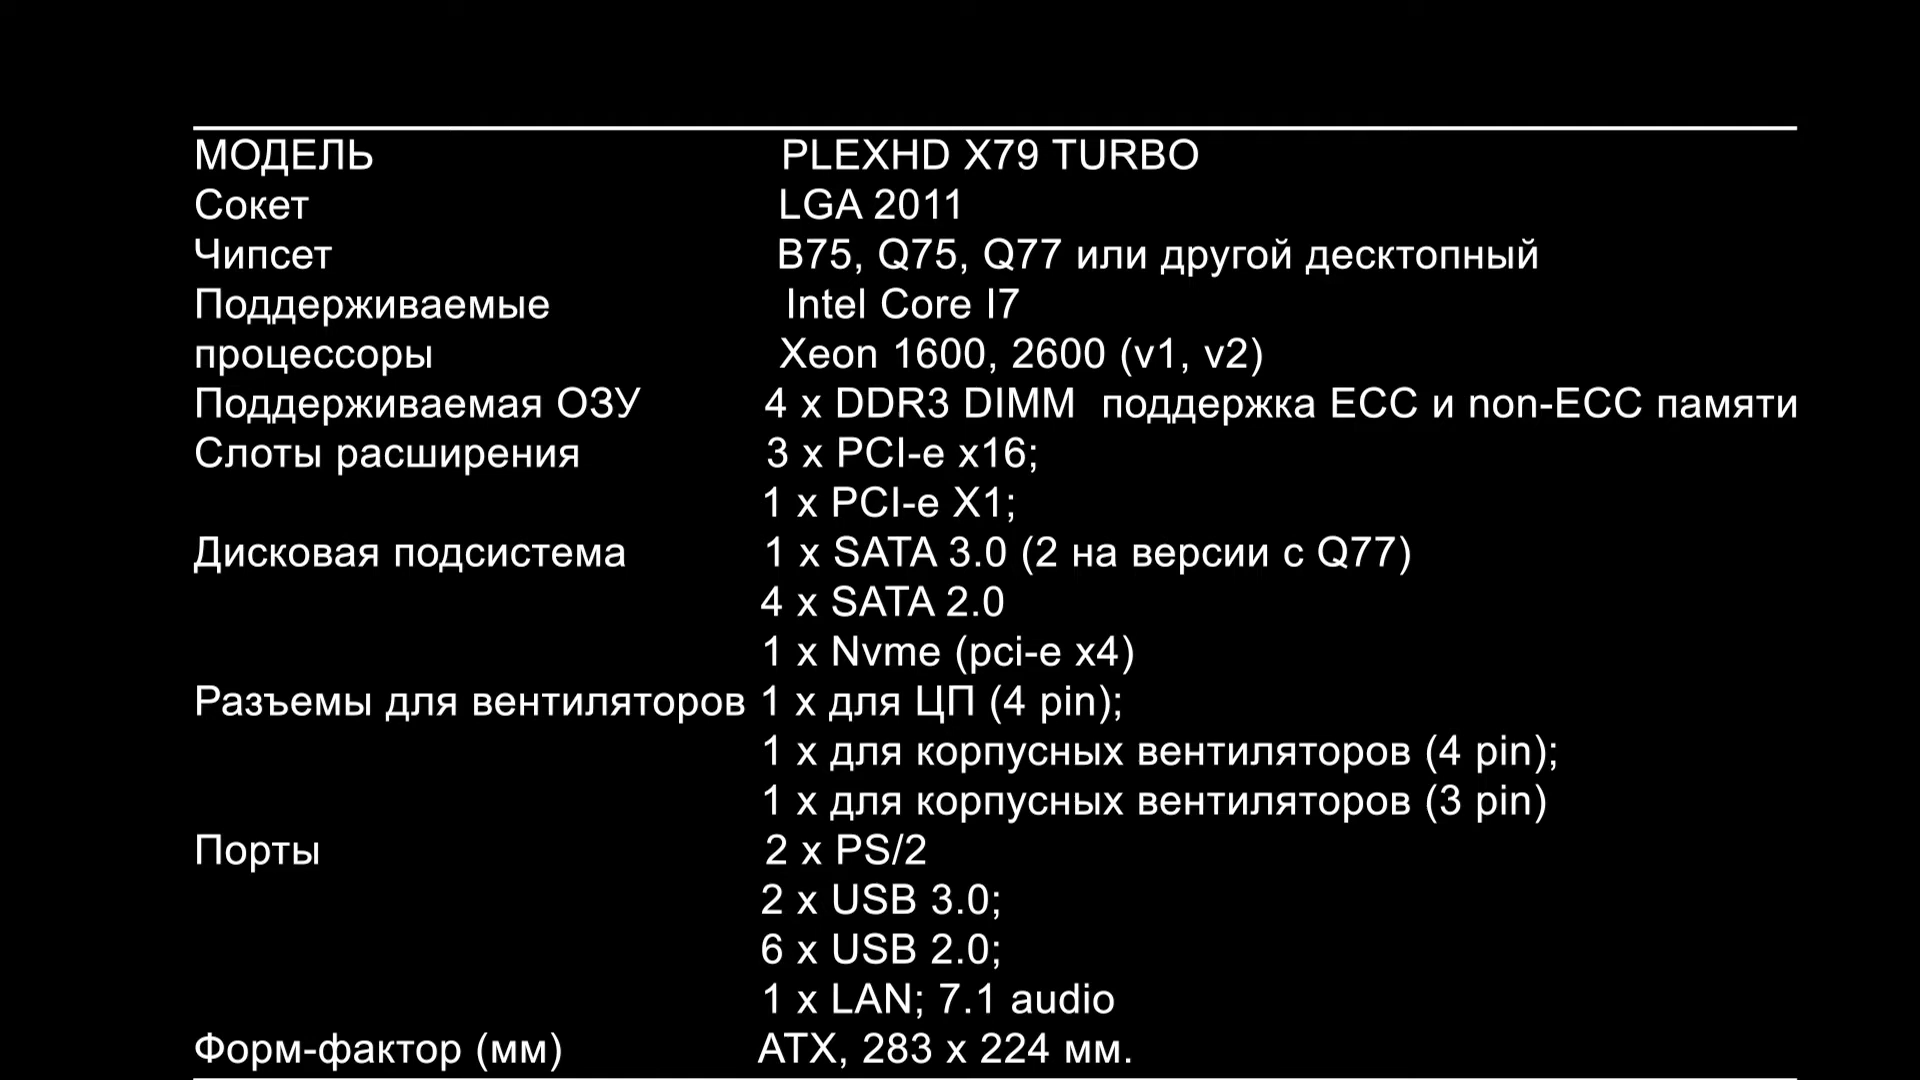 МОДЕЛЬ PLEXHD X79 TURBO
Сокет LGA 2011
Чипсет B75, Q75, Q77 или другой десктопный
Поддерживаемые Intel Core I7
процессоры Xeon 1600, 2600 (v1, v2)
Поддерживаемая ОЗУ 4 x DDR3 DIMM поддержка ECC и non-ECC памяти
Слоты расширения 3 x PCI-e x16;
1 x PCI-e X1;
Дисковая подсистема 1 x SATA 3.0 (2 на версии с Q77)
4 x SATA 2.0
1 x Nvme (pci-e x4)
Разъемы для вентиляторов 1 x для ЦП (4 pin);
1 x для корпусных вентиляторов (4 pin);
1 x для корпусных вентиляторов (3 pin)
Порты 2 x PS/2
2 x USB 3.0;
6 x USB 2.0;
1 x LAN; 7.1 audio
Форм-фактор (мм) ATX, 283 x 224 мм.